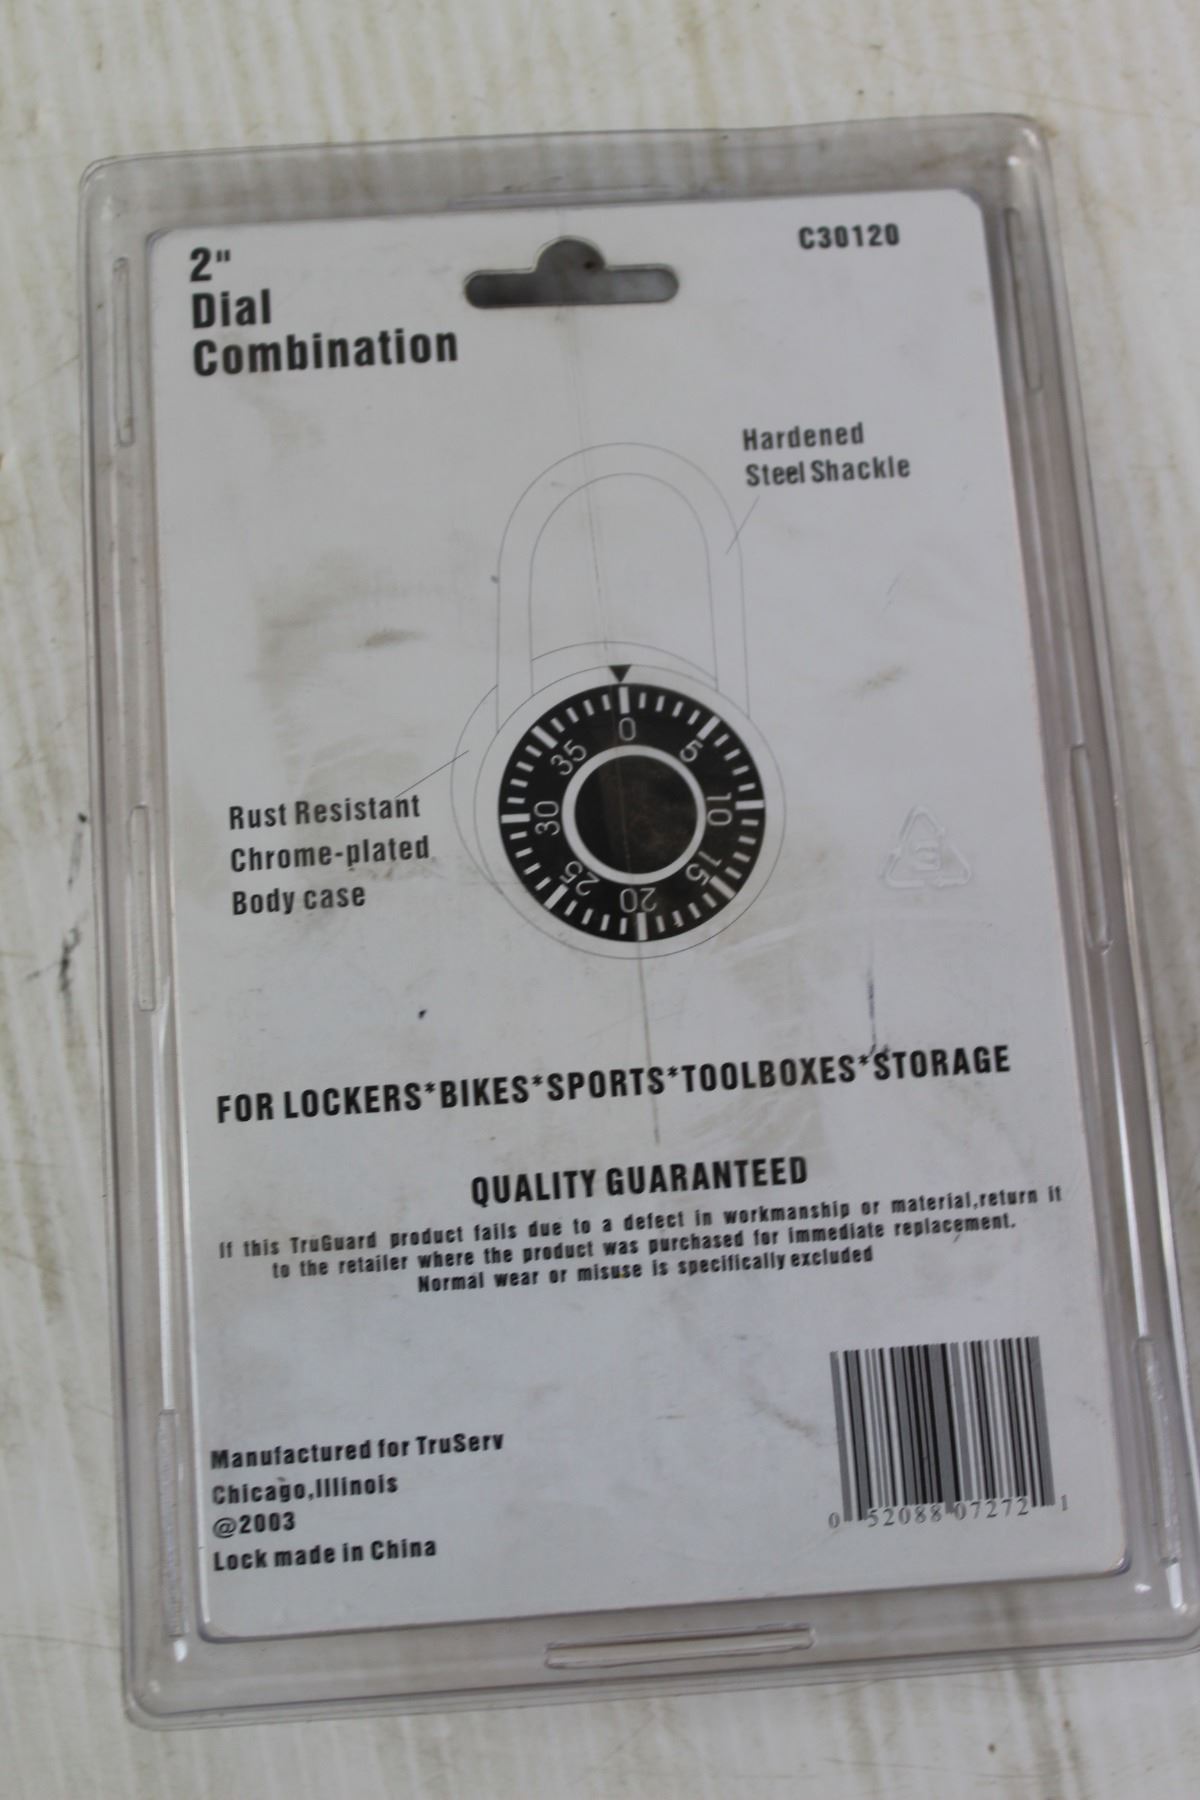 2"
Dial
Combination
C30120
Hardened
Steel Shackle
0
5
10
15
20
25
30
35
Rust Resistant
Chrome-plated
Body case
FOR LOCKERS*BIKES*SPORTS*TOOLBOXES*STORAGE
QUALITY GUARANTEED
If this TruGuard product fails due to a defect in workmanship or material,return it
to the retailer where the product was purchased for immediate replacement.
Normal wear or misuse is specifically excluded
Manufactured for TruServ
Chicago,Illinois
@2003
Lock made in China
0 52088 07272 1